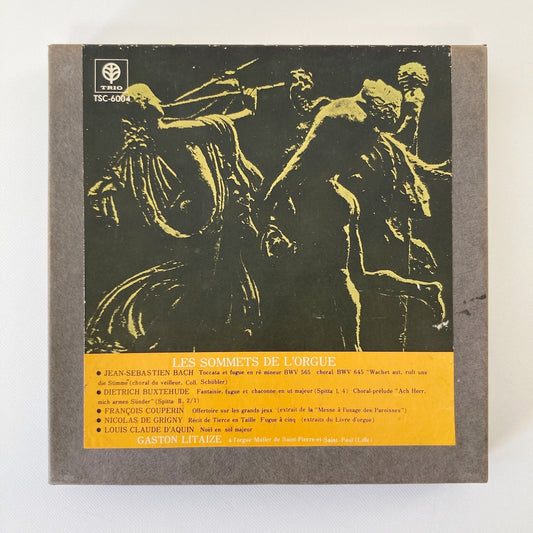 TRIO
TSC-6004
LES SOMMETS DE L'ORGUE
● JEAN-SEBASTIEN BACH Toccata et fugue en ré mineur BWV 565 choral BWV 645 "Wachet aut, ruft uns
die Stimme" (choral du veilleur, Coll. Schübler)
● DIETRICH BUXTEHUDE Fantaisie, fugue et chaconne en ut majeur (Spitta I, 4) Choral-prélude "Ach Heer,
mich armen Sünder" (Spitta II, 2/1)
● FRANÇOIS COUPERIN Offertoire sur les grands jeux (extrait de la "Messe à l'usage des Paroisses")
● NICOLAS DE GRIGNY Récit de Tierce en Taille Fugue à cinq (extraits du Livre d'orgue)
● LOUIS CLAUDE D'AQUIN Noël en sol majeur
GASTON LITAIZE à l'orgue Muller de Saint-Pierre-et-Saint-Paul (Lille)